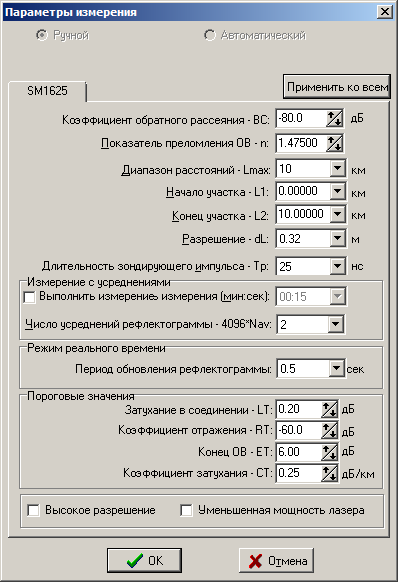 Параметры измерения
Ручной Автоматический
SM1625 Применить ко всем
Коэффициент обратного рассеяния - BC: -80.0 дБ
Показатель преломления ОВ - n: 1.47500
Диапазон расстояний - Lmax: 10 км
Начало участка - L1: 0.00000 км
Конец участка - L2: 10.00000 км
Разрешение - dL: 0.32 м
Длительность зондирующего импульса - Tp: 25 нс
Измерение с усреднениями
Выполнить измерениеь измерения (мин:сек): 00:15
Число усреднений рефлектограммы - 4096*Nav: 2
Режим реального времени
Период обновления рефлектограммы: 0.5 сек
Пороговые значения
Затухание в соединении - LT: 0.20 дБ
Коэффициент отражения - RT: -60.0 дБ
Конец ОВ - ET: 6.00 дБ
Коэффициент затухания - CT: 0.25 дБ/км
Высокое разрешение Уменьшенная мощность лазера
OK Отмена